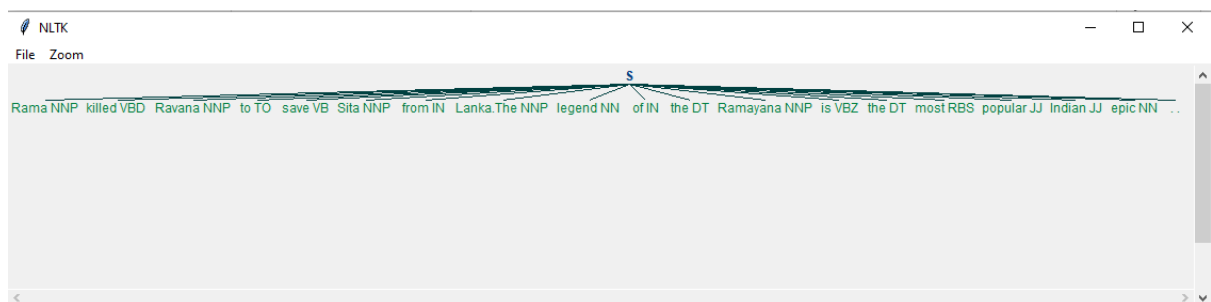 NLTK
File Zoom
S
Rama NNP killed VBD Ravana NNP to TO save VB Sita NNP from IN Lanka.The NNP legend NN of IN the DT Ramayana NNP is VBZ the DT most RBS popular JJ Indian JJ epic NN . .